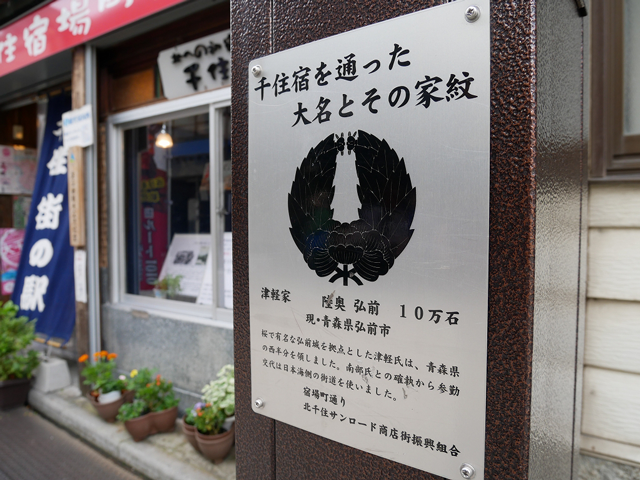 千住宿を通った
大名とその家紋
津軽家 陸奥 弘前 10万石
現・青森県弘前市
桜で有名な弘前城を拠点とした津軽氏は、青森県
の西半分を領しました。南部氏との確執から参勤
交代は日本海側の街道を使いました。
宿場町通り
北千住サンロード商店街振興組合
住宿場
千住
街の駅